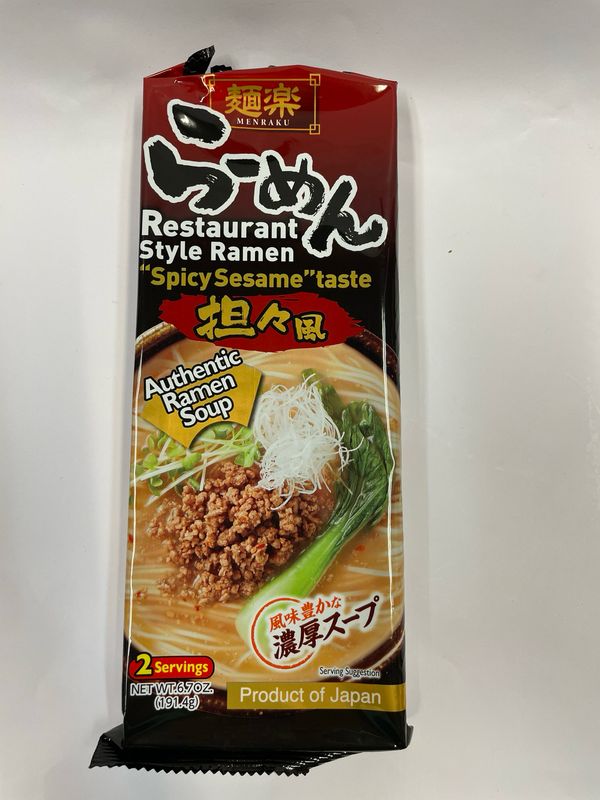 麺楽
MENRAKU
らーめん
Restaurant
Style Ramen
"Spicy Sesame" taste
担々風
Authentic
Ramen
Soup
風味豊かな
濃厚スープ
Serving Suggestion
2 Servings
NET WT.6.7OZ.
(191.4g)
Product of Japan